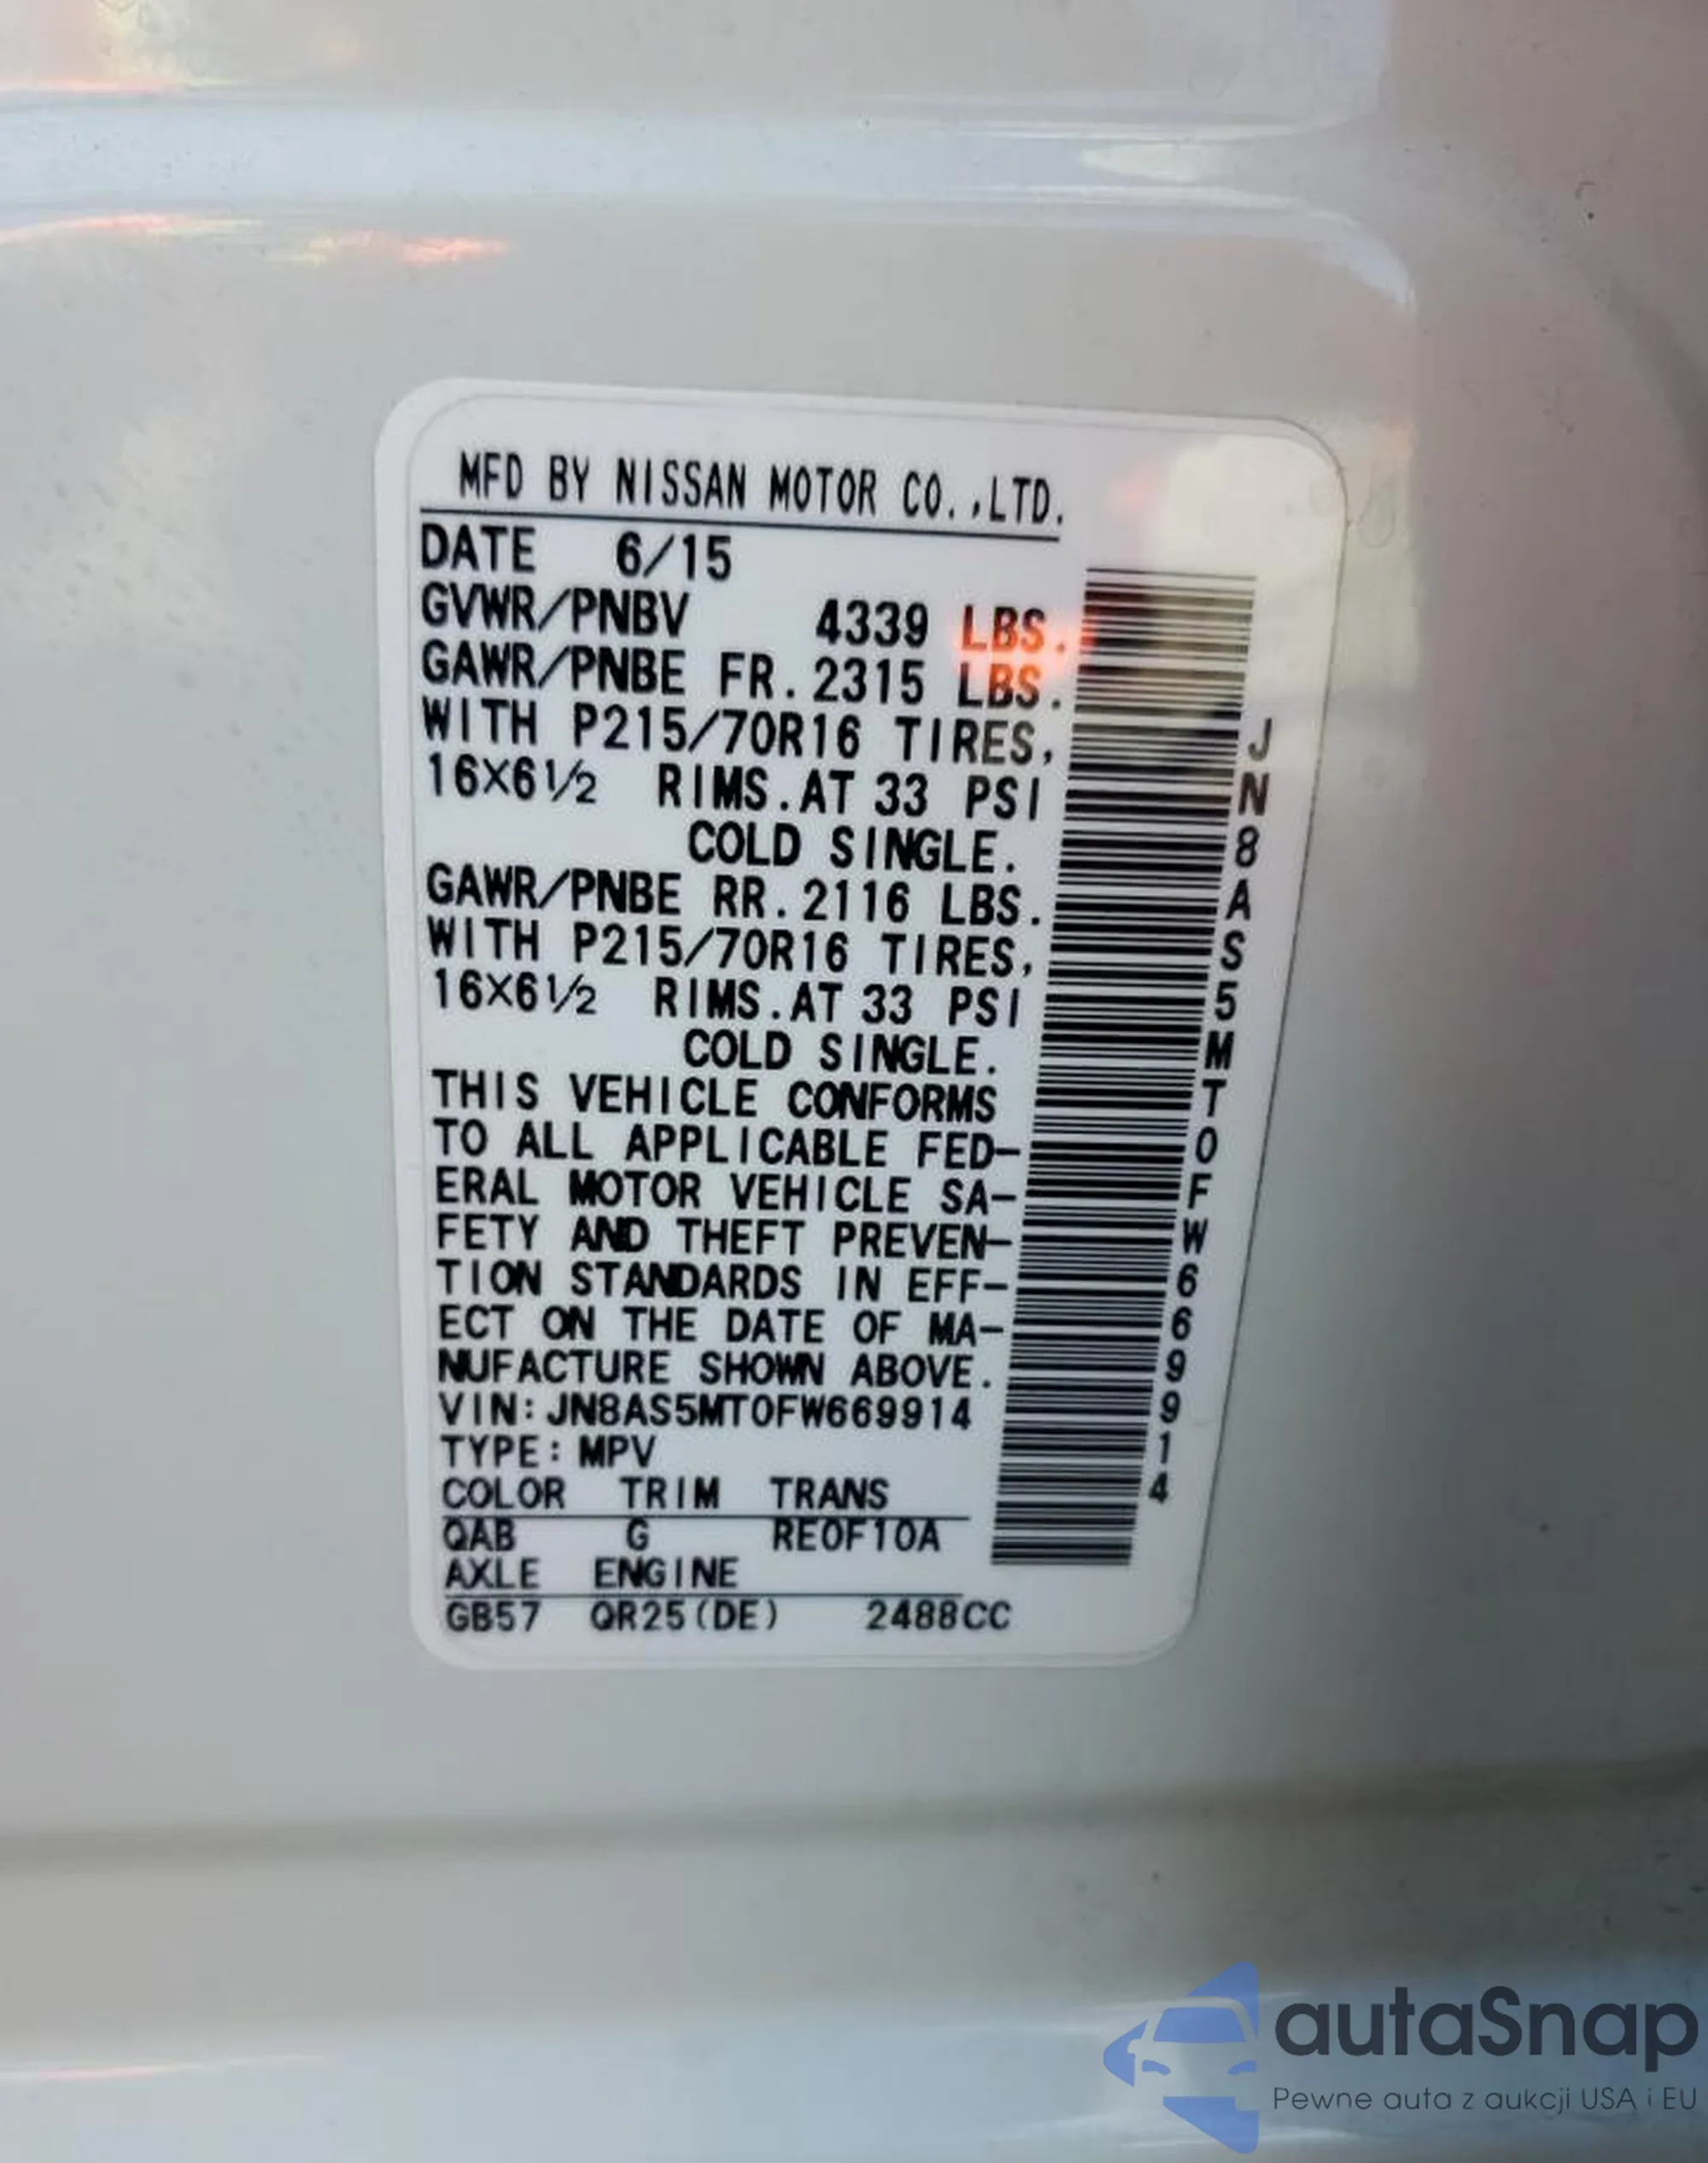 MFD BY NISSAN MOTOR CO.,LTD.
DATE 6/15
GVWR/PNBV 4339 LBS.
GAWR/PNBE FR. 2315 LBS.
WITH P215/70R16 TIRES,
16×6½ RIMS. AT 33 PSI
COLD SINGLE.
GAWR/PNBE RR. 2116 LBS.
WITH P215/70R16 TIRES,
16×6½ RIMS. AT 33 PSI
COLD SINGLE.
THIS VEHICLE CONFORMS
TO ALL APPLICABLE FED-
ERAL MOTOR VEHICLE SA-
FETY AND THEFT PREVEN-
TION STANDARDS IN EFF-
ECT ON THE DATE OF MA-
NUFACTURE SHOWN ABOVE.
VIN: JN8AS5MT0FW669914
TYPE: MPV
COLOR TRIM TRANS
QAB G RE0F10A
AXLE ENGINE
GB57 QR25(DE) 2488CC
JN8AS5MT0FW669914
autaSnap
Pewne auta z aukcji USA i EU